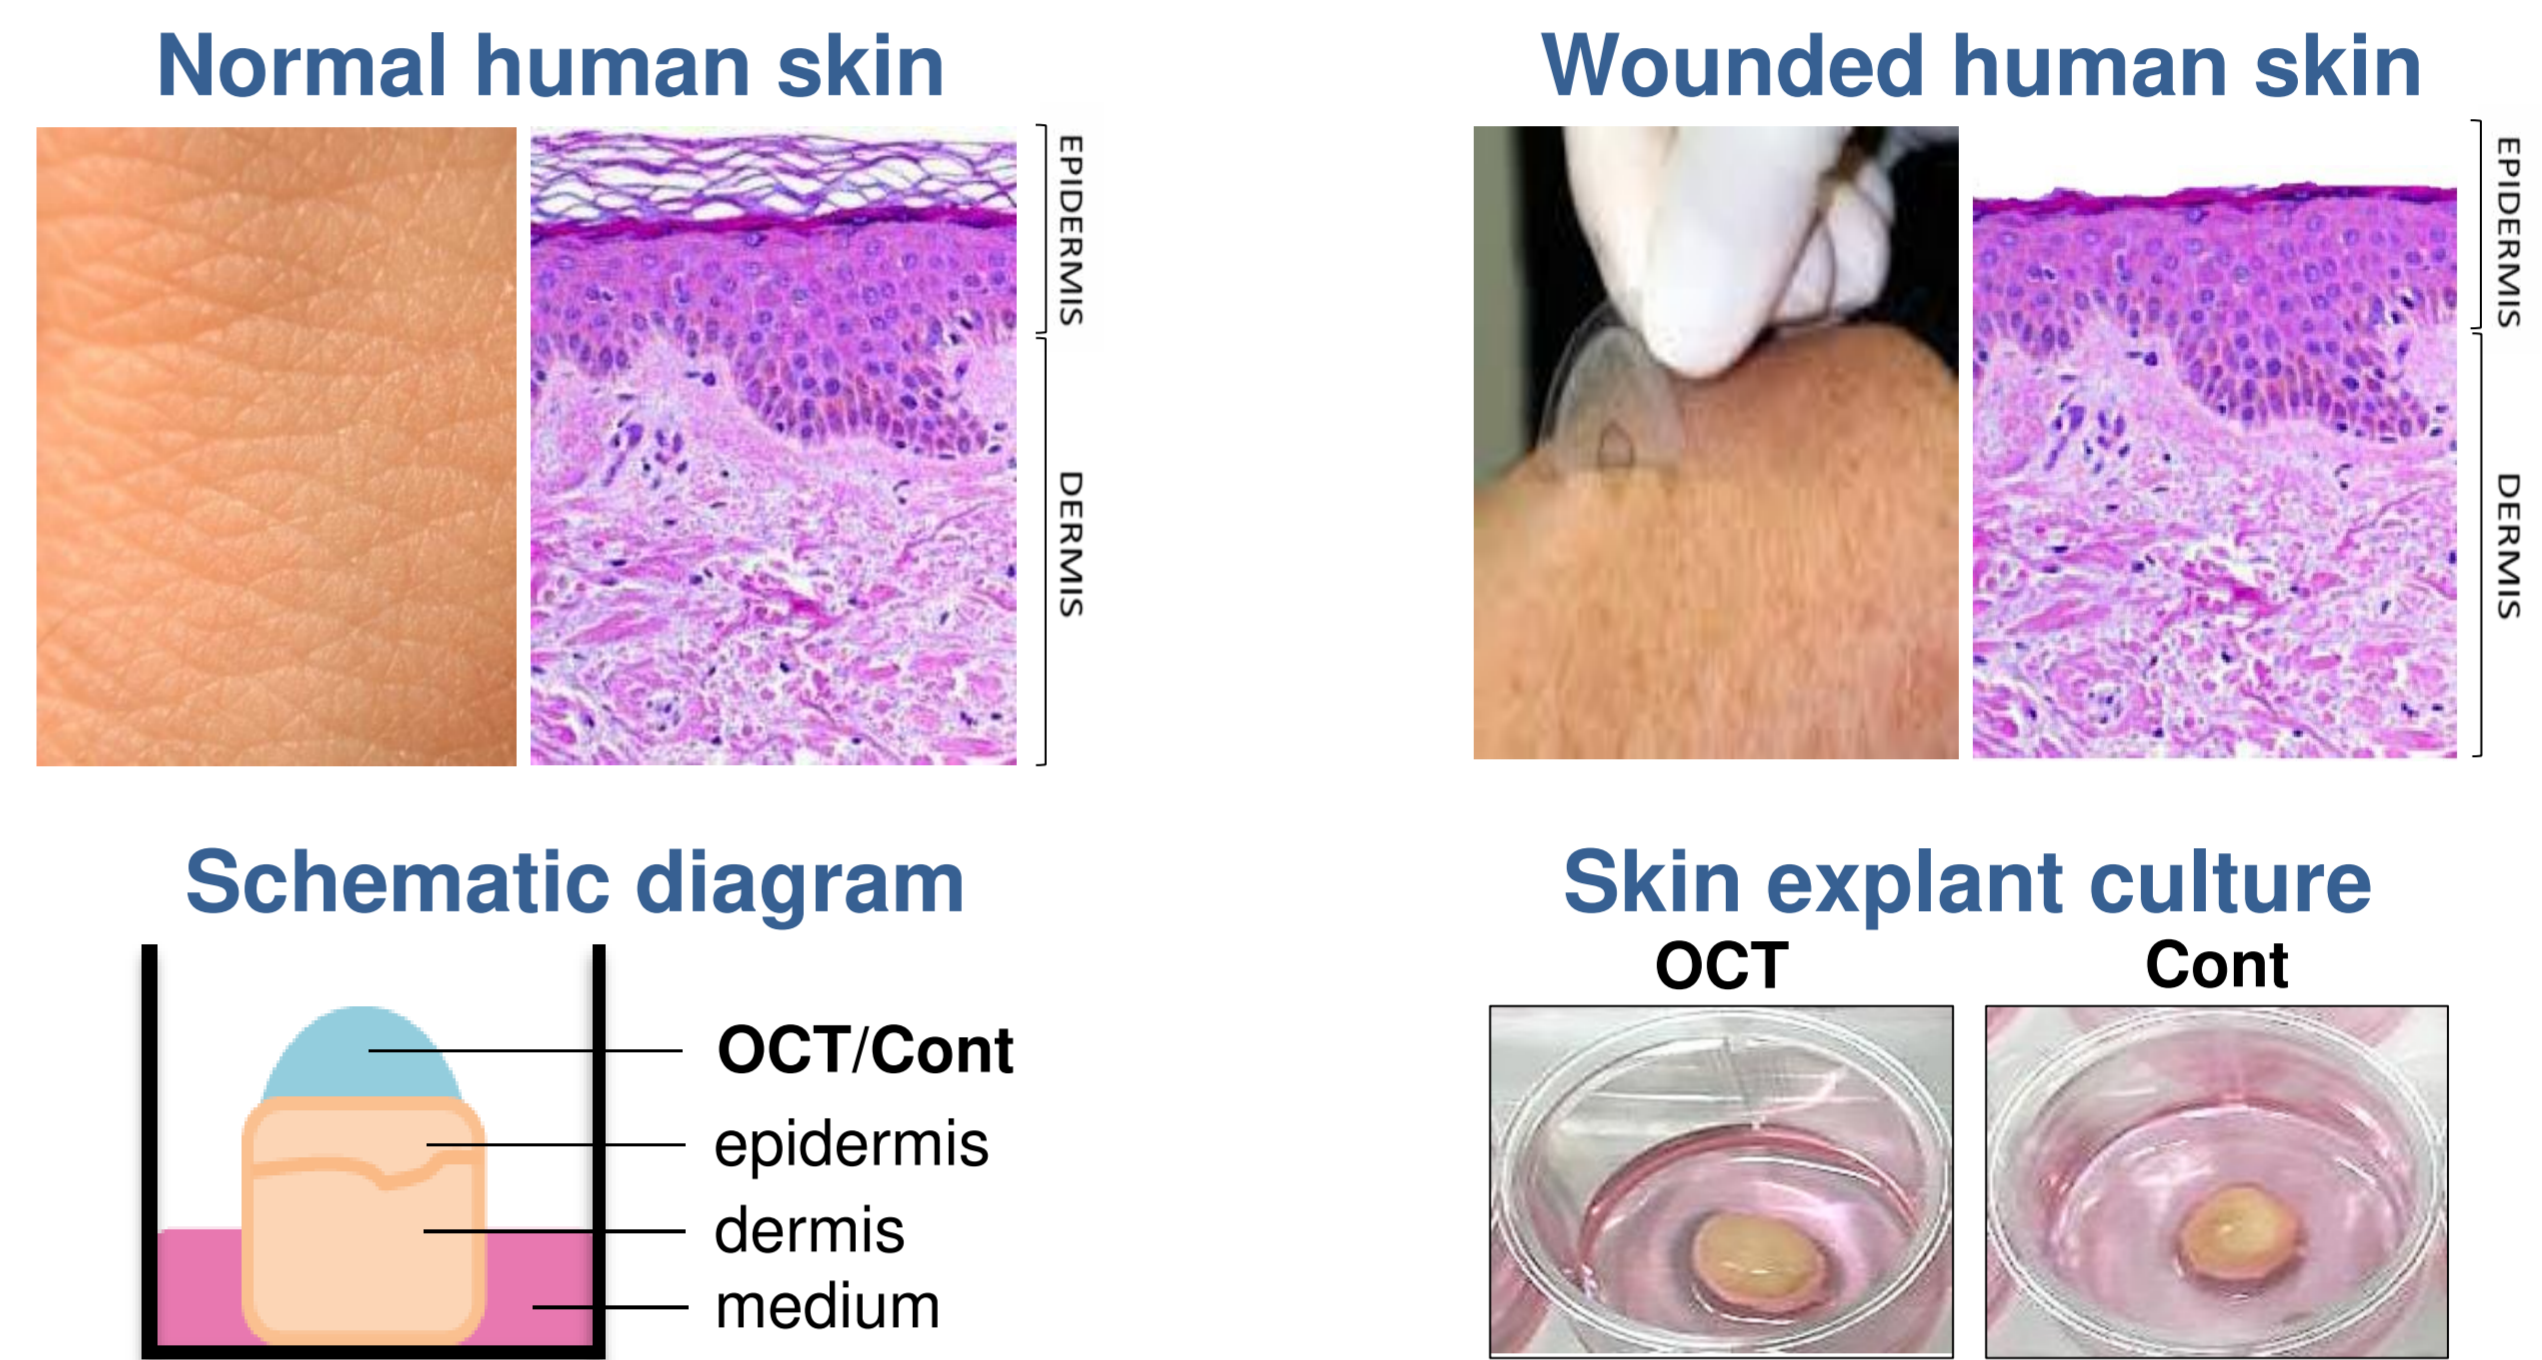 Normal human skin
EPIDERMIS
DERMIS
Wounded human skin
EPIDERMIS
DERMIS
Schematic diagram
OCT/Cont
epidermis
dermis
medium
Skin explant culture
OCT
Cont